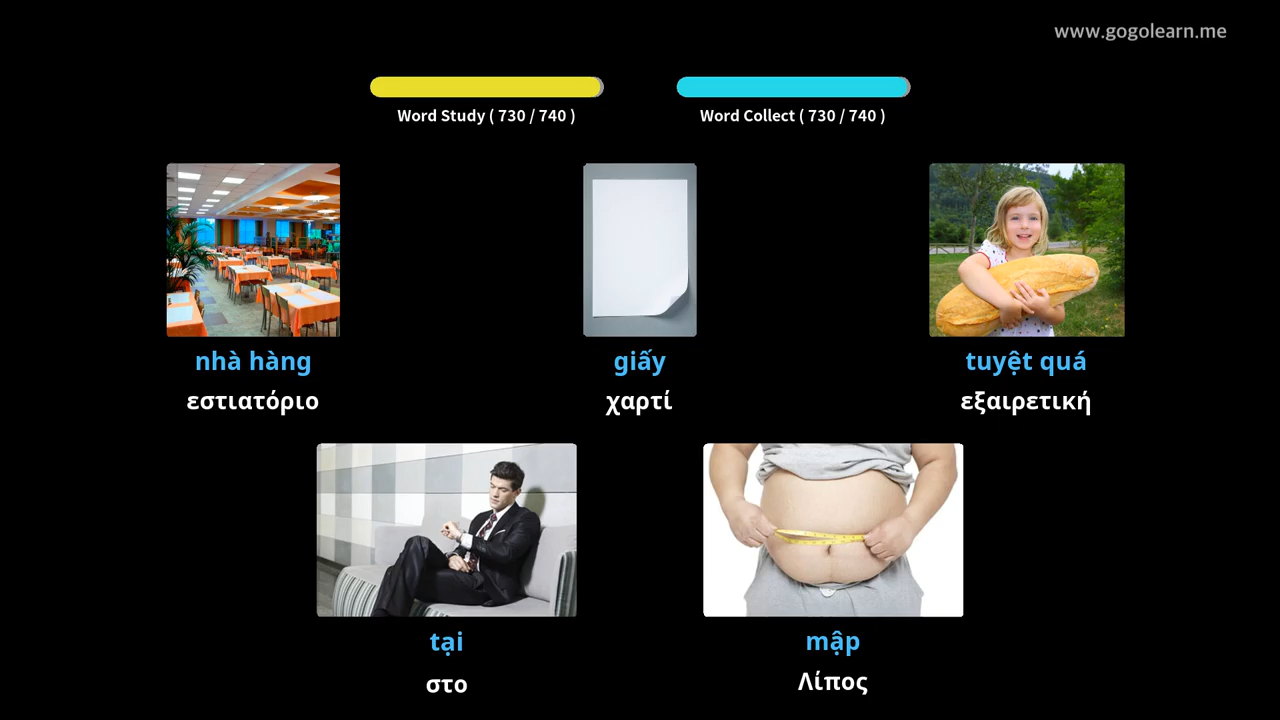 www.gogolearn.me
Word Study ( 730 / 740 )
Word Collect ( 730 / 740 )
nhà hàng
εστιατόριο
giấy
χαρτί
tuyệt quá
εξαιρετική
tại
στο
mập
Λίπος